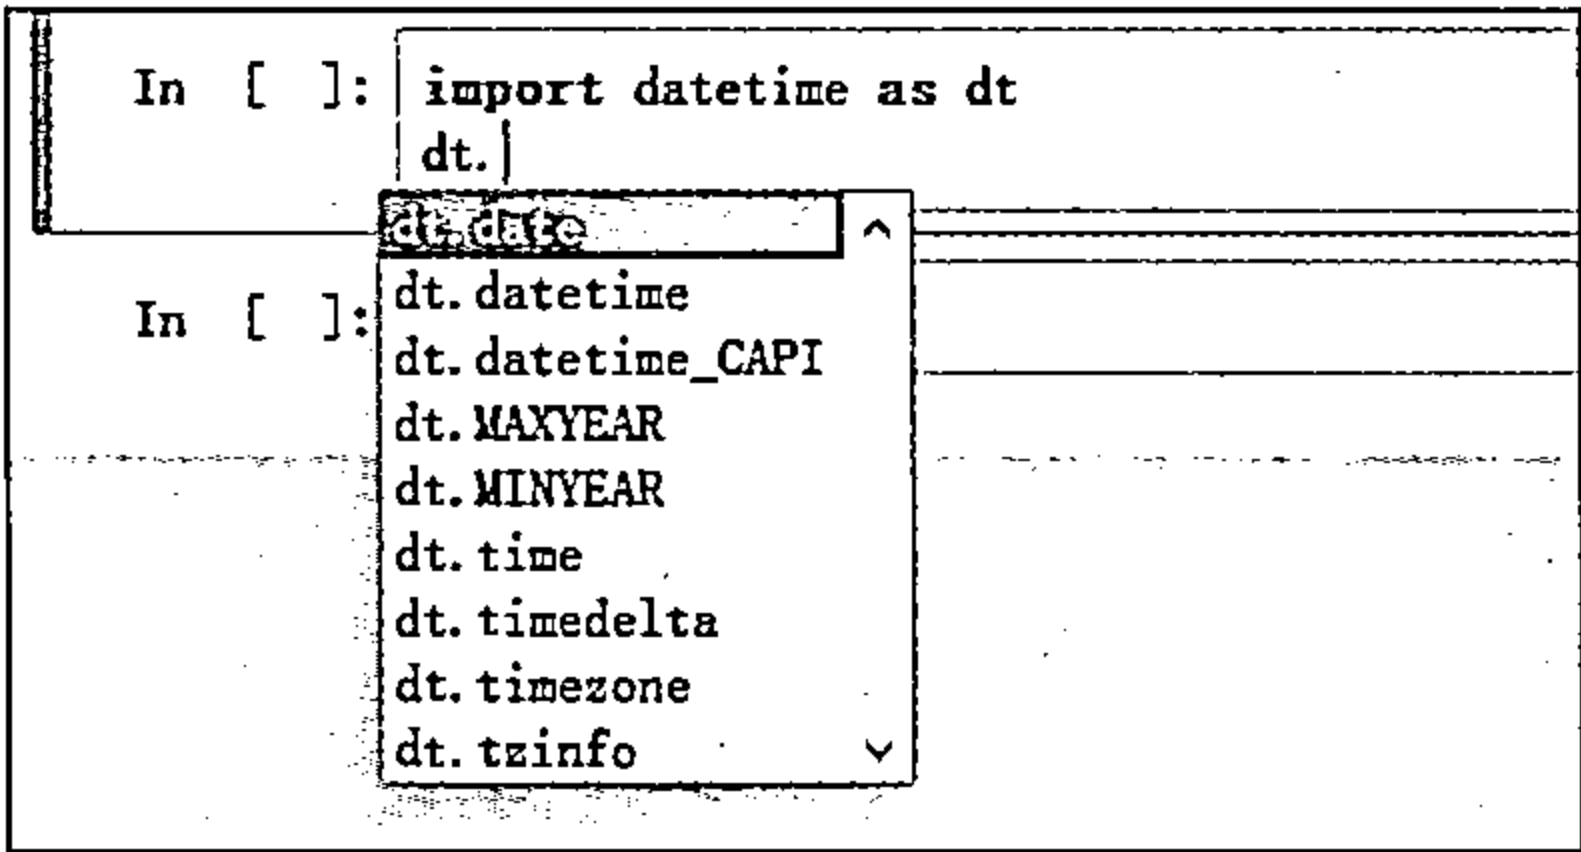 In [ ]: import datetime as dt
dt.
dt.date
dt.datetime
In [ ]:
dt.datetime_CAPI
dt.MAXYEAR
dt.MINYEAR
dt.time
dt.timedelta
dt.timezone
dt.tzinfo